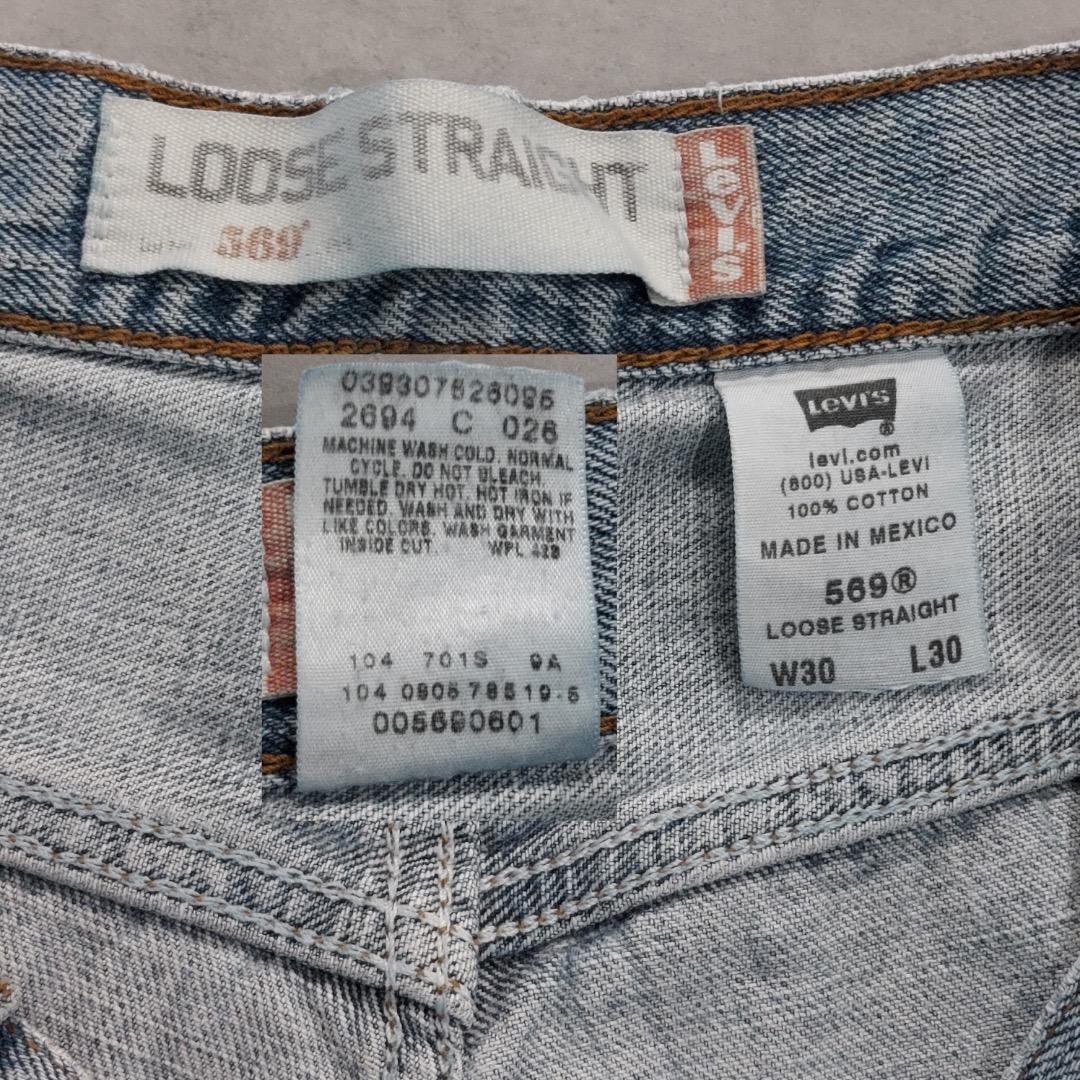 LOOSE STRAIGHT
569
LEVI'S
039307626095
2694 C 026
MACHINE WASH COLD, NORMAL
CYCLE. DO NOT BLEACH.
TUMBLE DRY HOT. HOT IRON IF
NEEDED. WASH AND DRY WITH
LIKE COLORS. WASH GARMENT
INSIDE OUT. WPL 423
104 701S 9A
104 0905 78519-5
005690601
LEVI'S
®
levi.com
(800) USA-LEVI
100% COTTON
MADE IN MEXICO
569®
LOOSE STRAIGHT
W30 L30